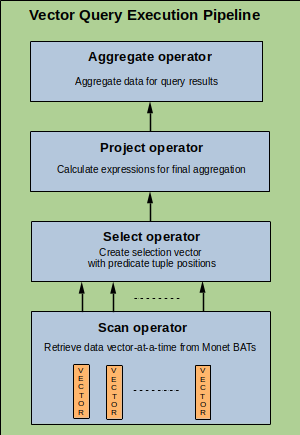 Vector Query Execution Pipeline
Aggregate operator
Aggregate data for query results
Project operator
Calculate expressions for final aggregation
Select operator
Create selection vector
with predicate tuple positions
Scan operator
Retrieve data vector-at-a-time from Monet BATs
VECTOR
VECTOR
VECTOR